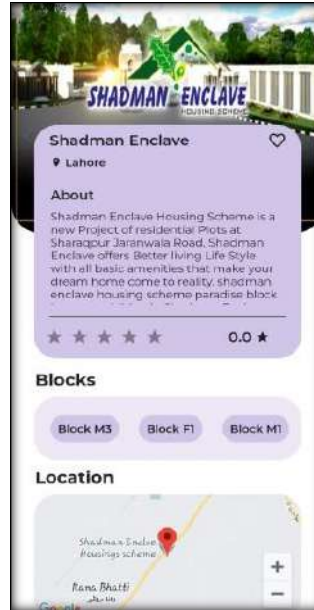 SHADMAN ENCLAVE
HOUSING SCHEME
Shadman Enclave
Lahore
About
Shadman Enclave Housing Scheme is a
new Project of residential Plots at
Sharaqpur Jaranwala Road. Shadman
Enclave offers Better living Life Style
with all basic amenities that make your
dream home come to reality. shadman
enclave housing scheme paradise block
0.0
Blocks
Block M3
Block F1
Block M1
Location
Shadman Enclve
Housings scheme
Rana Bhatti
رانا بھٹی
Google